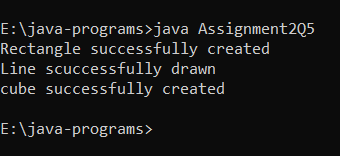 E:\java-programs>java Assignment2Q5
Rectangle successfully created
Line scuccessfully drawn
cube successfully created
E:\java-programs>